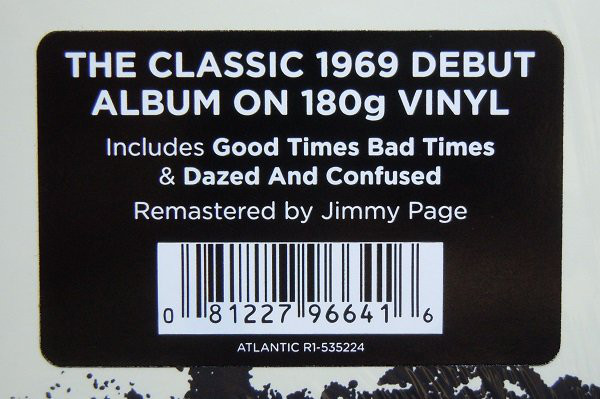 THE CLASSIC 1969 DEBUT
ALBUM ON 180g VINYL
Includes Good Times Bad Times
& Dazed And Confused
Remastered by Jimmy Page
0 81227 96641 6
ATLANTIC R1-535224